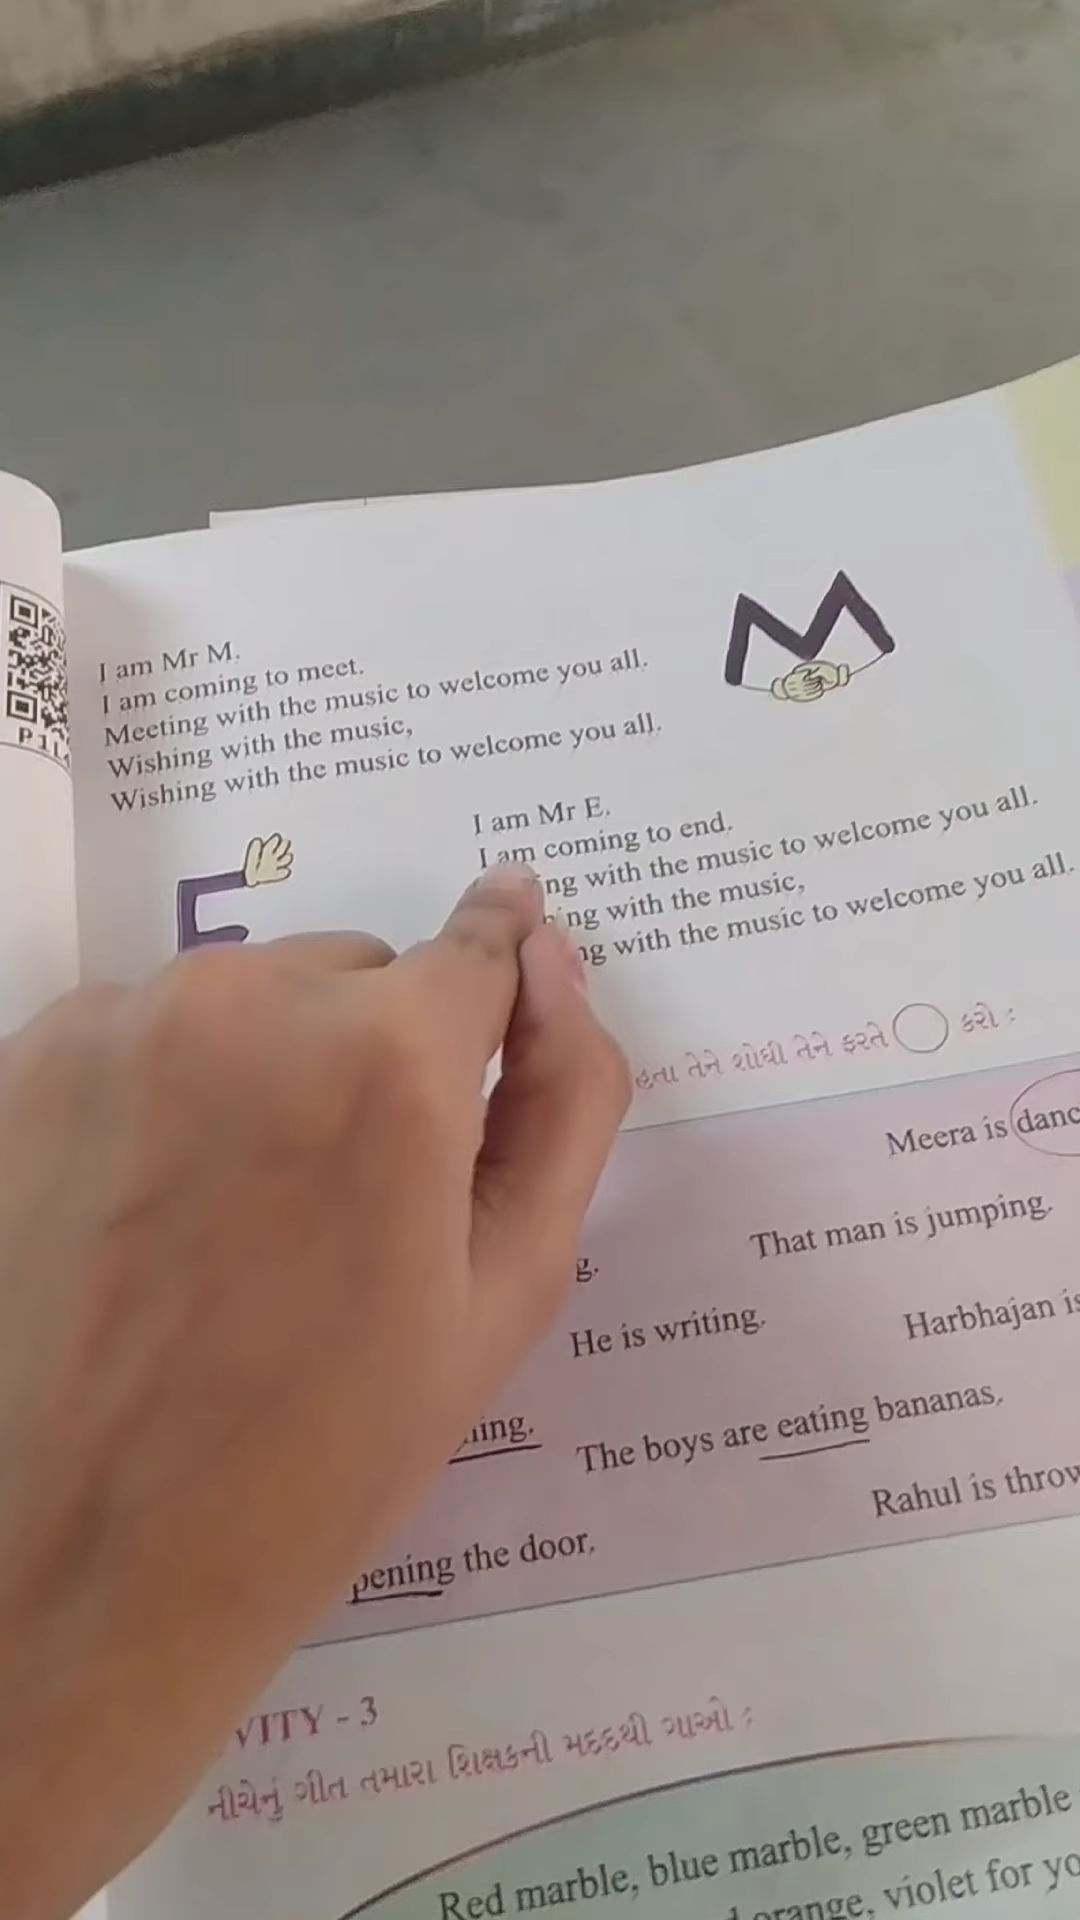 I am Mr M.
I am coming to meet.
Meeting with the music to welcome you all.
Wishing with the music,
Wishing with the music to welcome you all.
I am Mr E.
I am coming to end.
ing with the music to welcome you all.
ing with the music,
ng with the music to welcome you all.
હતા તેને શોધી તેને ફરતે કરો :
Meera is danc
g. That man is jumping.
He is writing. Harbhajan is
ing. The boys are eating bananas.
pening the door. Rahul is throw
VITY - 3
નીચેનું ગીત તમારા શિક્ષકની મદદથી ગાઓ :
Red marble, blue marble, green marble
orange, violet for yo